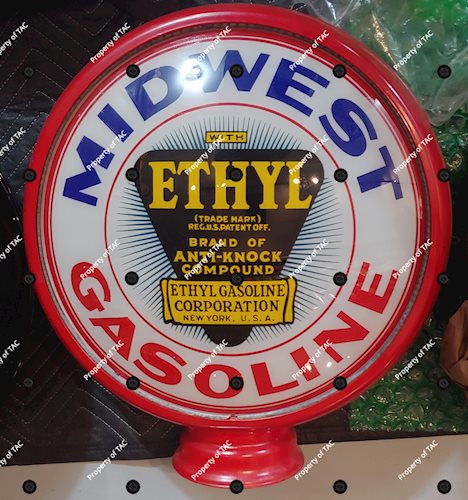 MIDWEST
WITH
ETHYL
(TRADE MARK)
REG.U.S.PATENT OFF.
BRAND OF
ANTI-KNOCK
COMPOUND
ETHYL GASOLINE
CORPORATION
NEW YORK, U.S.A.
GASOLINE
Property of TAC